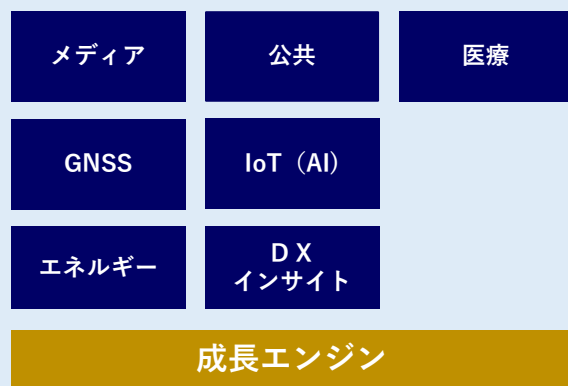 メディア
公共
医療
GNSS
IoT（AI）
エネルギー
ＤＸ
インサイト
成長エンジン